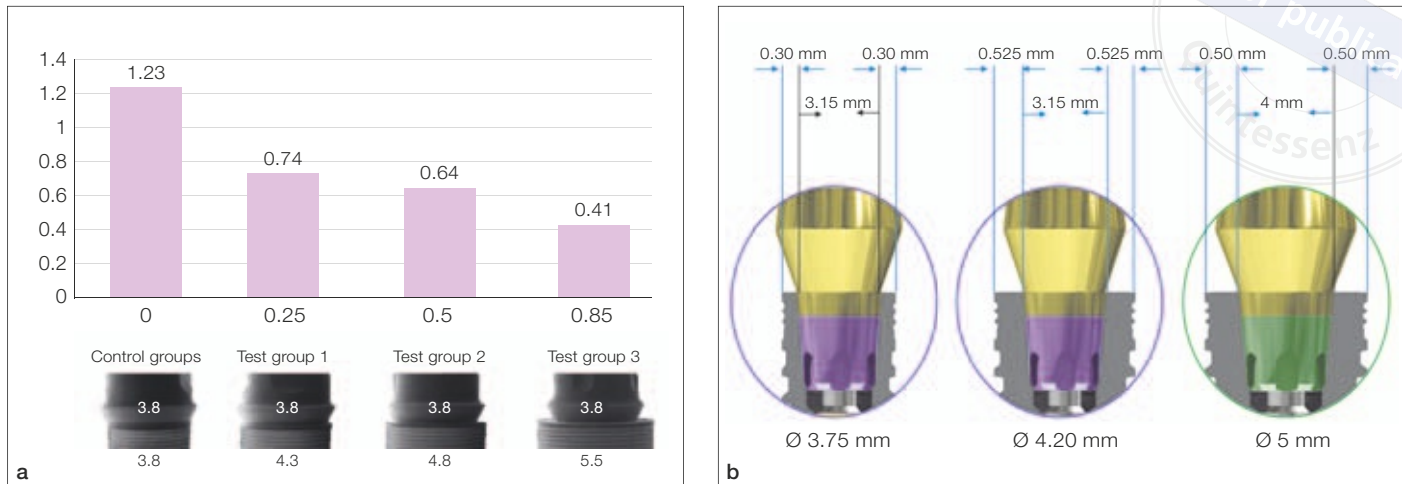 1.4
1.2
1
0.8
0.6
0.4
0.2
0
1.23
0.74
0.64
0.41
0 0.25 0.5 0.85
Control groups Test group 1 Test group 2 Test group 3
3.8 3.8 3.8 3.8
3.8 4.3 4.8 5.5
a
0.30 mm 0.30 mm 0.525 mm 0.525 mm 0.50 mm 0.50 mm
3.15 mm 3.15 mm 4 mm
Ø 3.75 mm Ø 4.20 mm Ø 5 mm
b
publica
Quintessenz